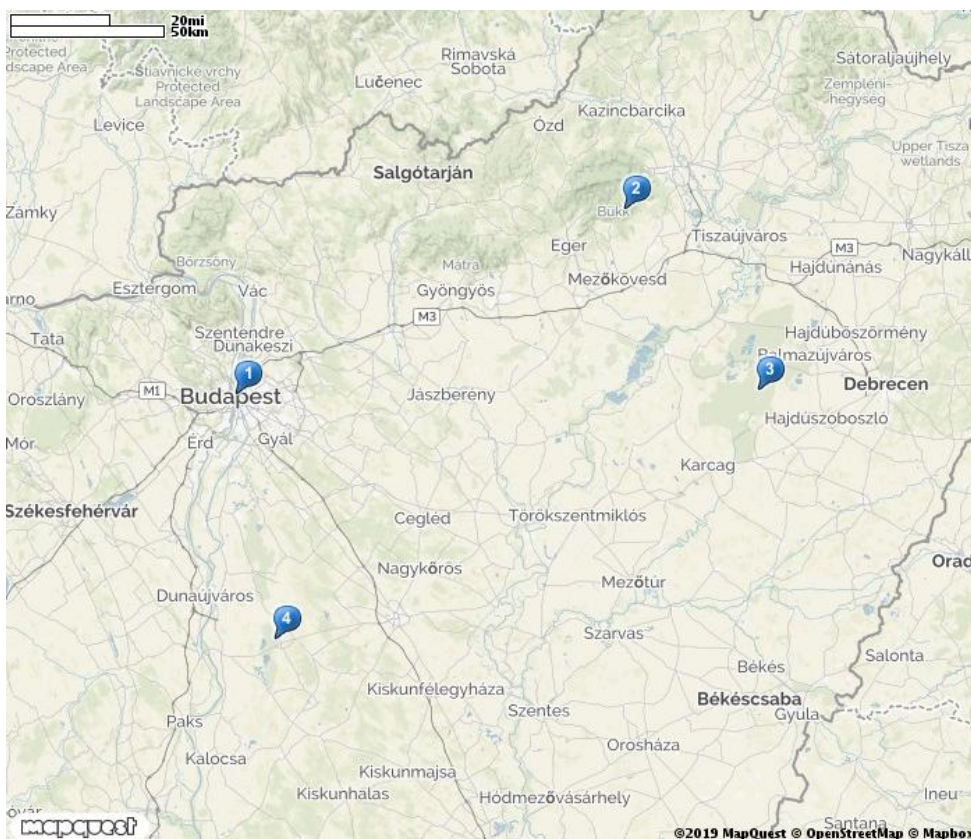 20mi
50km
Protected
dscape Area
Štiavnické vrchy
Protected
Landscape Area
Levice
Rimavská
Sobota
Lučenec
Sátoraljaújhely
Zempléni-
hegység
Kazincbarcika
Ózd
Upper Tisza
wetlands
Salgótarján
Zámky
2
Bükk
Eger
Tiszaújváros
M3
Nagykáll
Hajdúnánás
Börzsöny
Mátra
Mezőkövesd
Esztergom
Vác
Gyöngyös
M3
Tata
Szentendre
Dunakeszi
Hajdúböszörmény
Balmazújváros
1
3
M1
Budapest
Debrecen
Oroszlány
Jászberény
Hajdúszoboszló
Mór
Érd
Gyál
Karcag
Székesfehérvár
Cegléd
Törökszentmiklós
Orad
Nagykőrös
Mezőtúr
Dunaújváros
4
Szarvas
Salonta
Békés
Kiskunfélegyháza
Békéscsaba
Szentes
Gyula
Paks
Orosháza
Kalocsa
Kiskunmajsa
Kiskunhalas
Hódmezővásárhely
Ineu
mapquest
Santana
©2019 MapQuest © OpenStreetMap © Mapbo